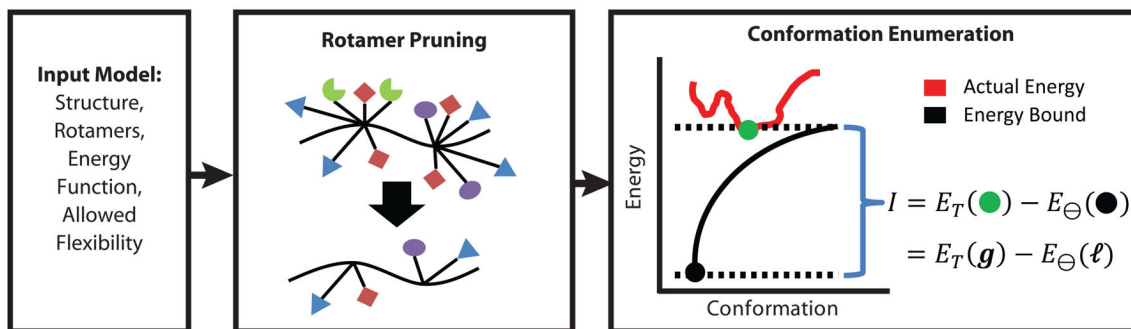 Input Model:
Structure,
Rotamers,
Energy
Function,
Allowed
Flexibility
Rotamer Pruning
Conformation Enumeration
Energy
Actual Energy
Energy Bound
I = E_T(●) − E_⊖(●)
= E_T(g) − E_⊖(ℓ)
Conformation